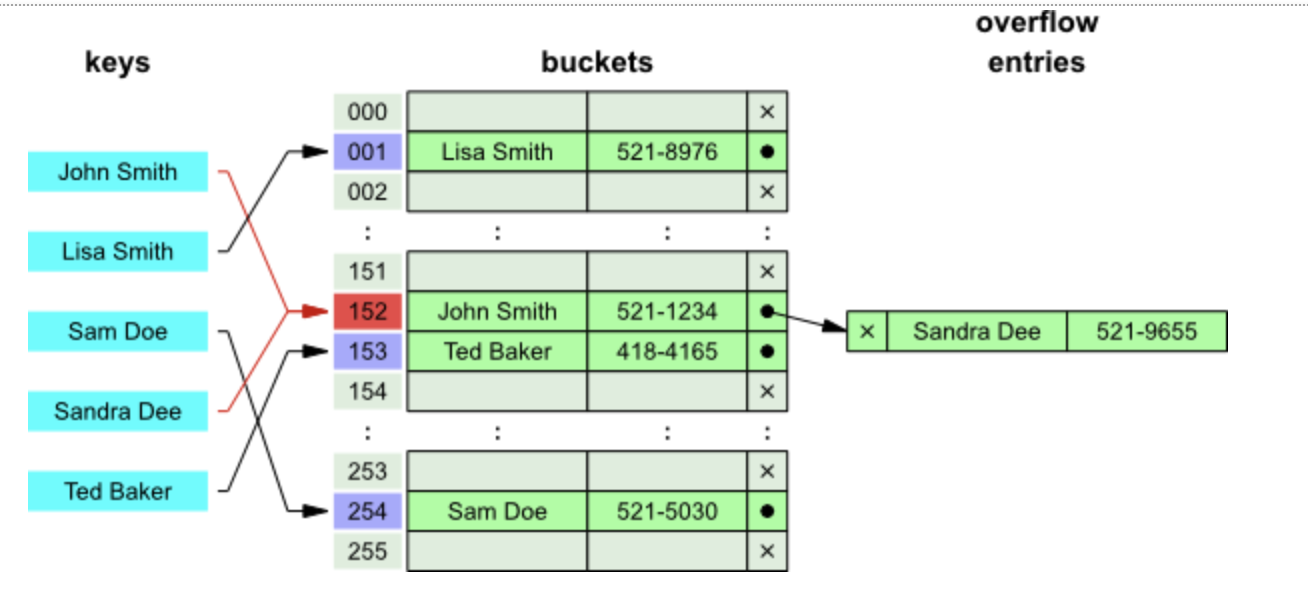 overflow
keys buckets entries
000 ×
John Smith 001 Lisa Smith 521-8976 ●
002 ×
Lisa Smith : : : :
151 ×
Sam Doe 152 John Smith 521-1234 ● × Sandra Dee 521-9655
153 Ted Baker 418-4165 ●
Sandra Dee 154 ×
: : : :
253 ×
Ted Baker 254 Sam Doe 521-5030 ●
255 ×